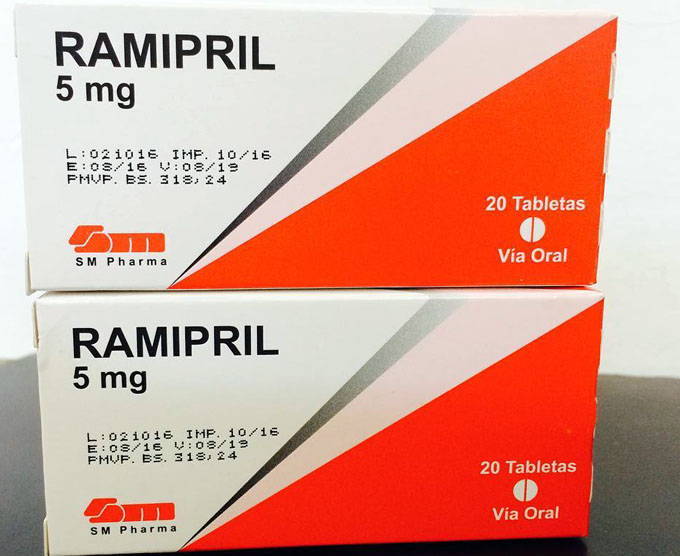 RAMIPRIL
5 mg
L:021016 IMP. 10/16
E:08/16 V:08/19
PMVP. BS. 318,24
20 Tabletas
sm
SM Pharma
Vía Oral
RAMIPRIL
5 mg
L:021016 IMP. 10/16
E:08/16 V:08/19
PMVP. BS. 318,24
20 Tabletas
sm
SM Pharma
Vía Oral